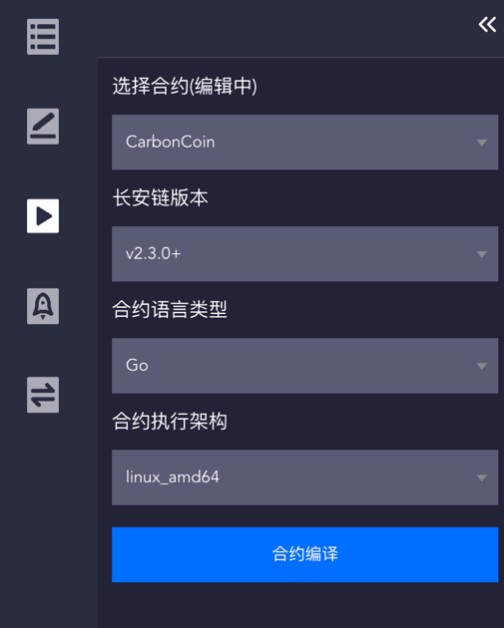 选择合约(编辑中)
CarbonCoin
长安链版本
v2.3.0+
合约语言类型
Go
合约执行架构
linux_amd64
合约编译